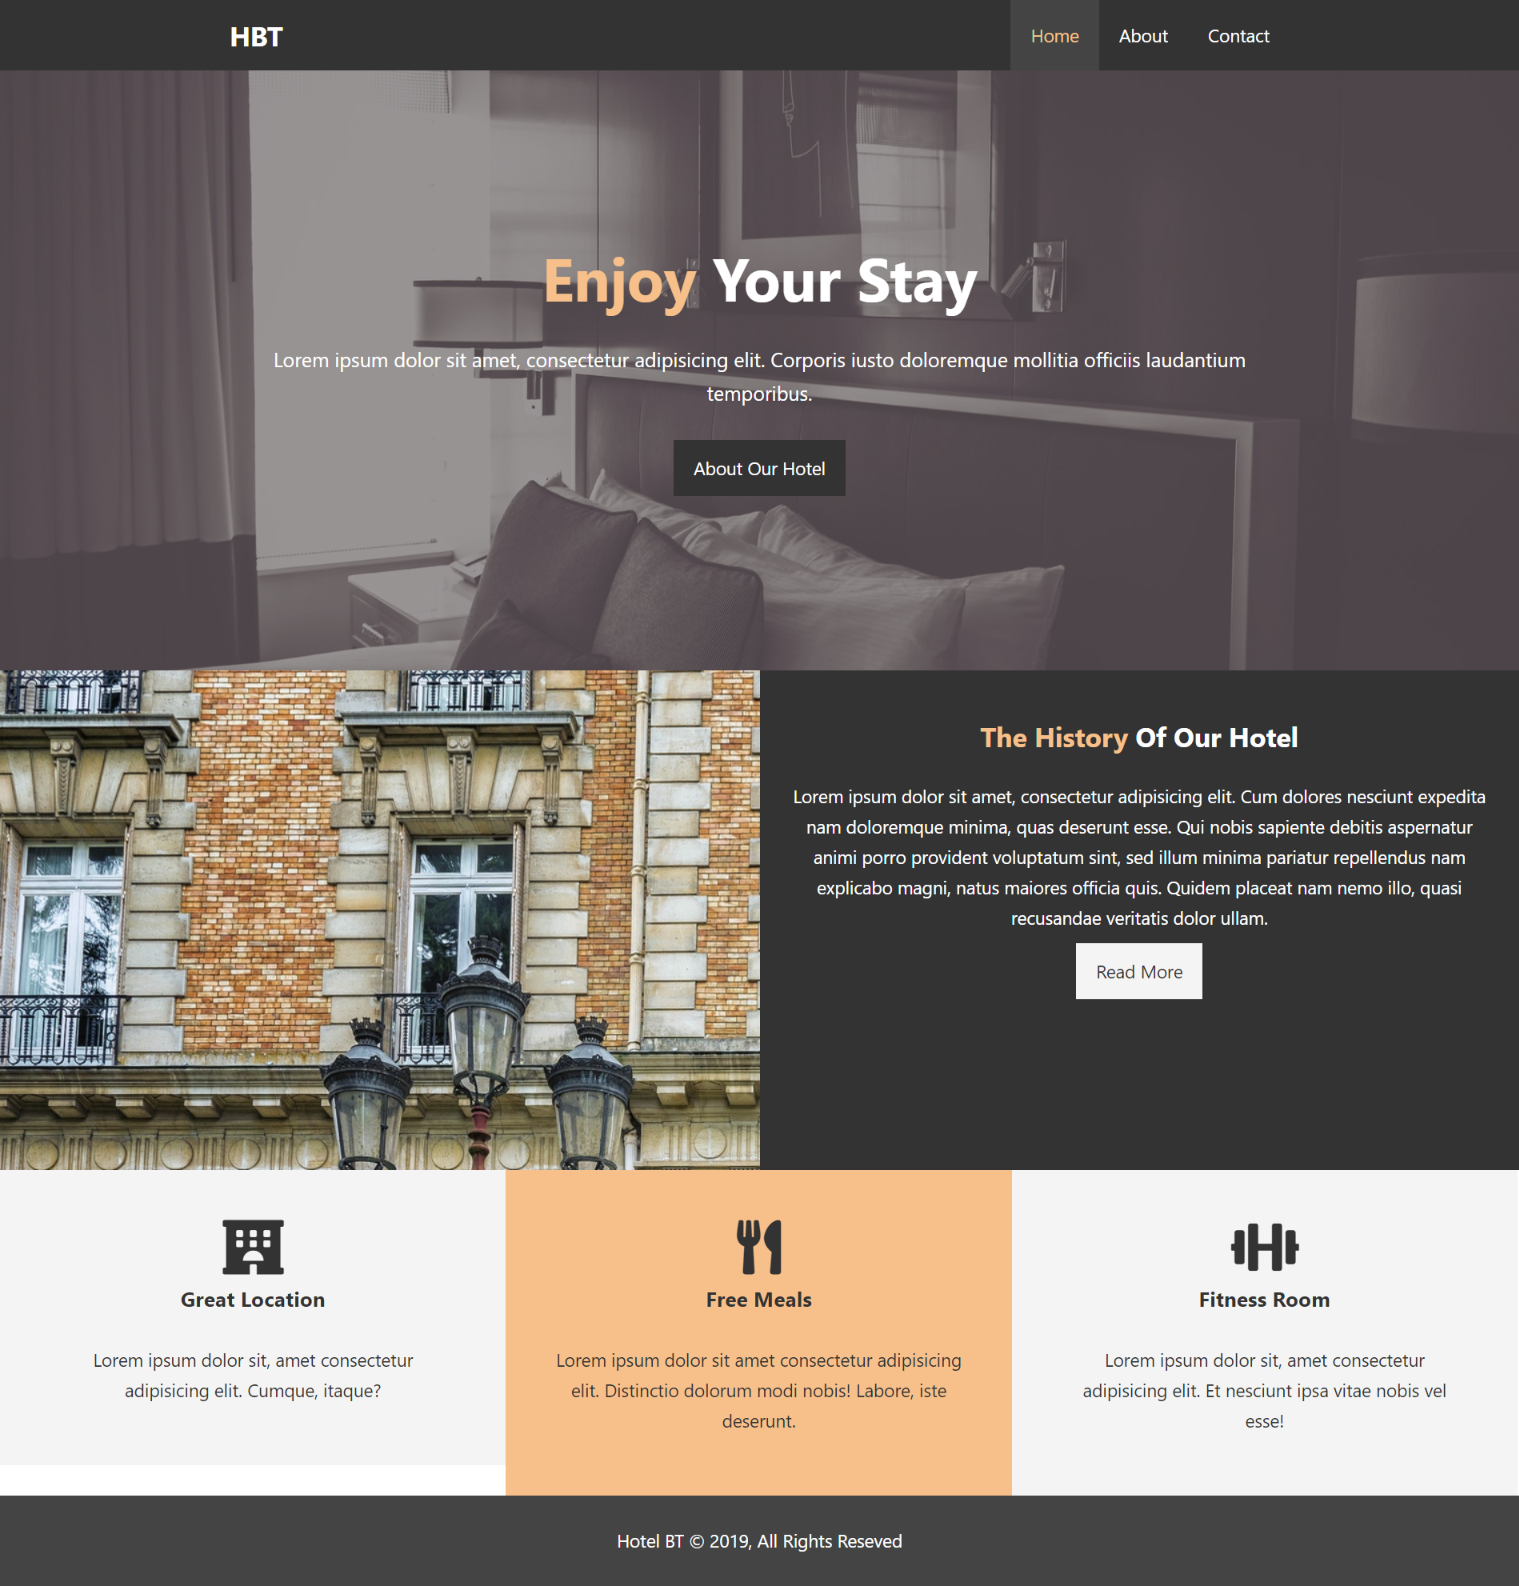 HBT
Home
About
Contact
Enjoy Your Stay
Lorem ipsum dolor sit amet, consectetur adipisicing elit. Corporis iusto doloremque mollitia officiis laudantium
temporibus.
About Our Hotel
The History Of Our Hotel
Lorem ipsum dolor sit amet, consectetur adipisicing elit. Cum dolores nesciunt expedita
nam doloremque minima, quas deserunt esse. Qui nobis sapiente debitis aspernatur
animi porro provident voluptatum sint, sed illum minima pariatur repellendus nam
explicabo magni, natus maiores officia quis. Quidem placeat nam nemo illo, quasi
recusandae veritatis dolor ullam.
Read More
Great Location
Lorem ipsum dolor sit, amet consectetur
adipisicing elit. Cumque, itaque?
Free Meals
Lorem ipsum dolor sit amet consectetur adipisicing
elit. Distinctio dolorum modi nobis! Labore, iste
deserunt.
Fitness Room
Lorem ipsum dolor sit, amet consectetur
adipisicing elit. Et nesciunt ipsa vitae nobis vel
esse!
Hotel BT © 2019, All Rights Reseved